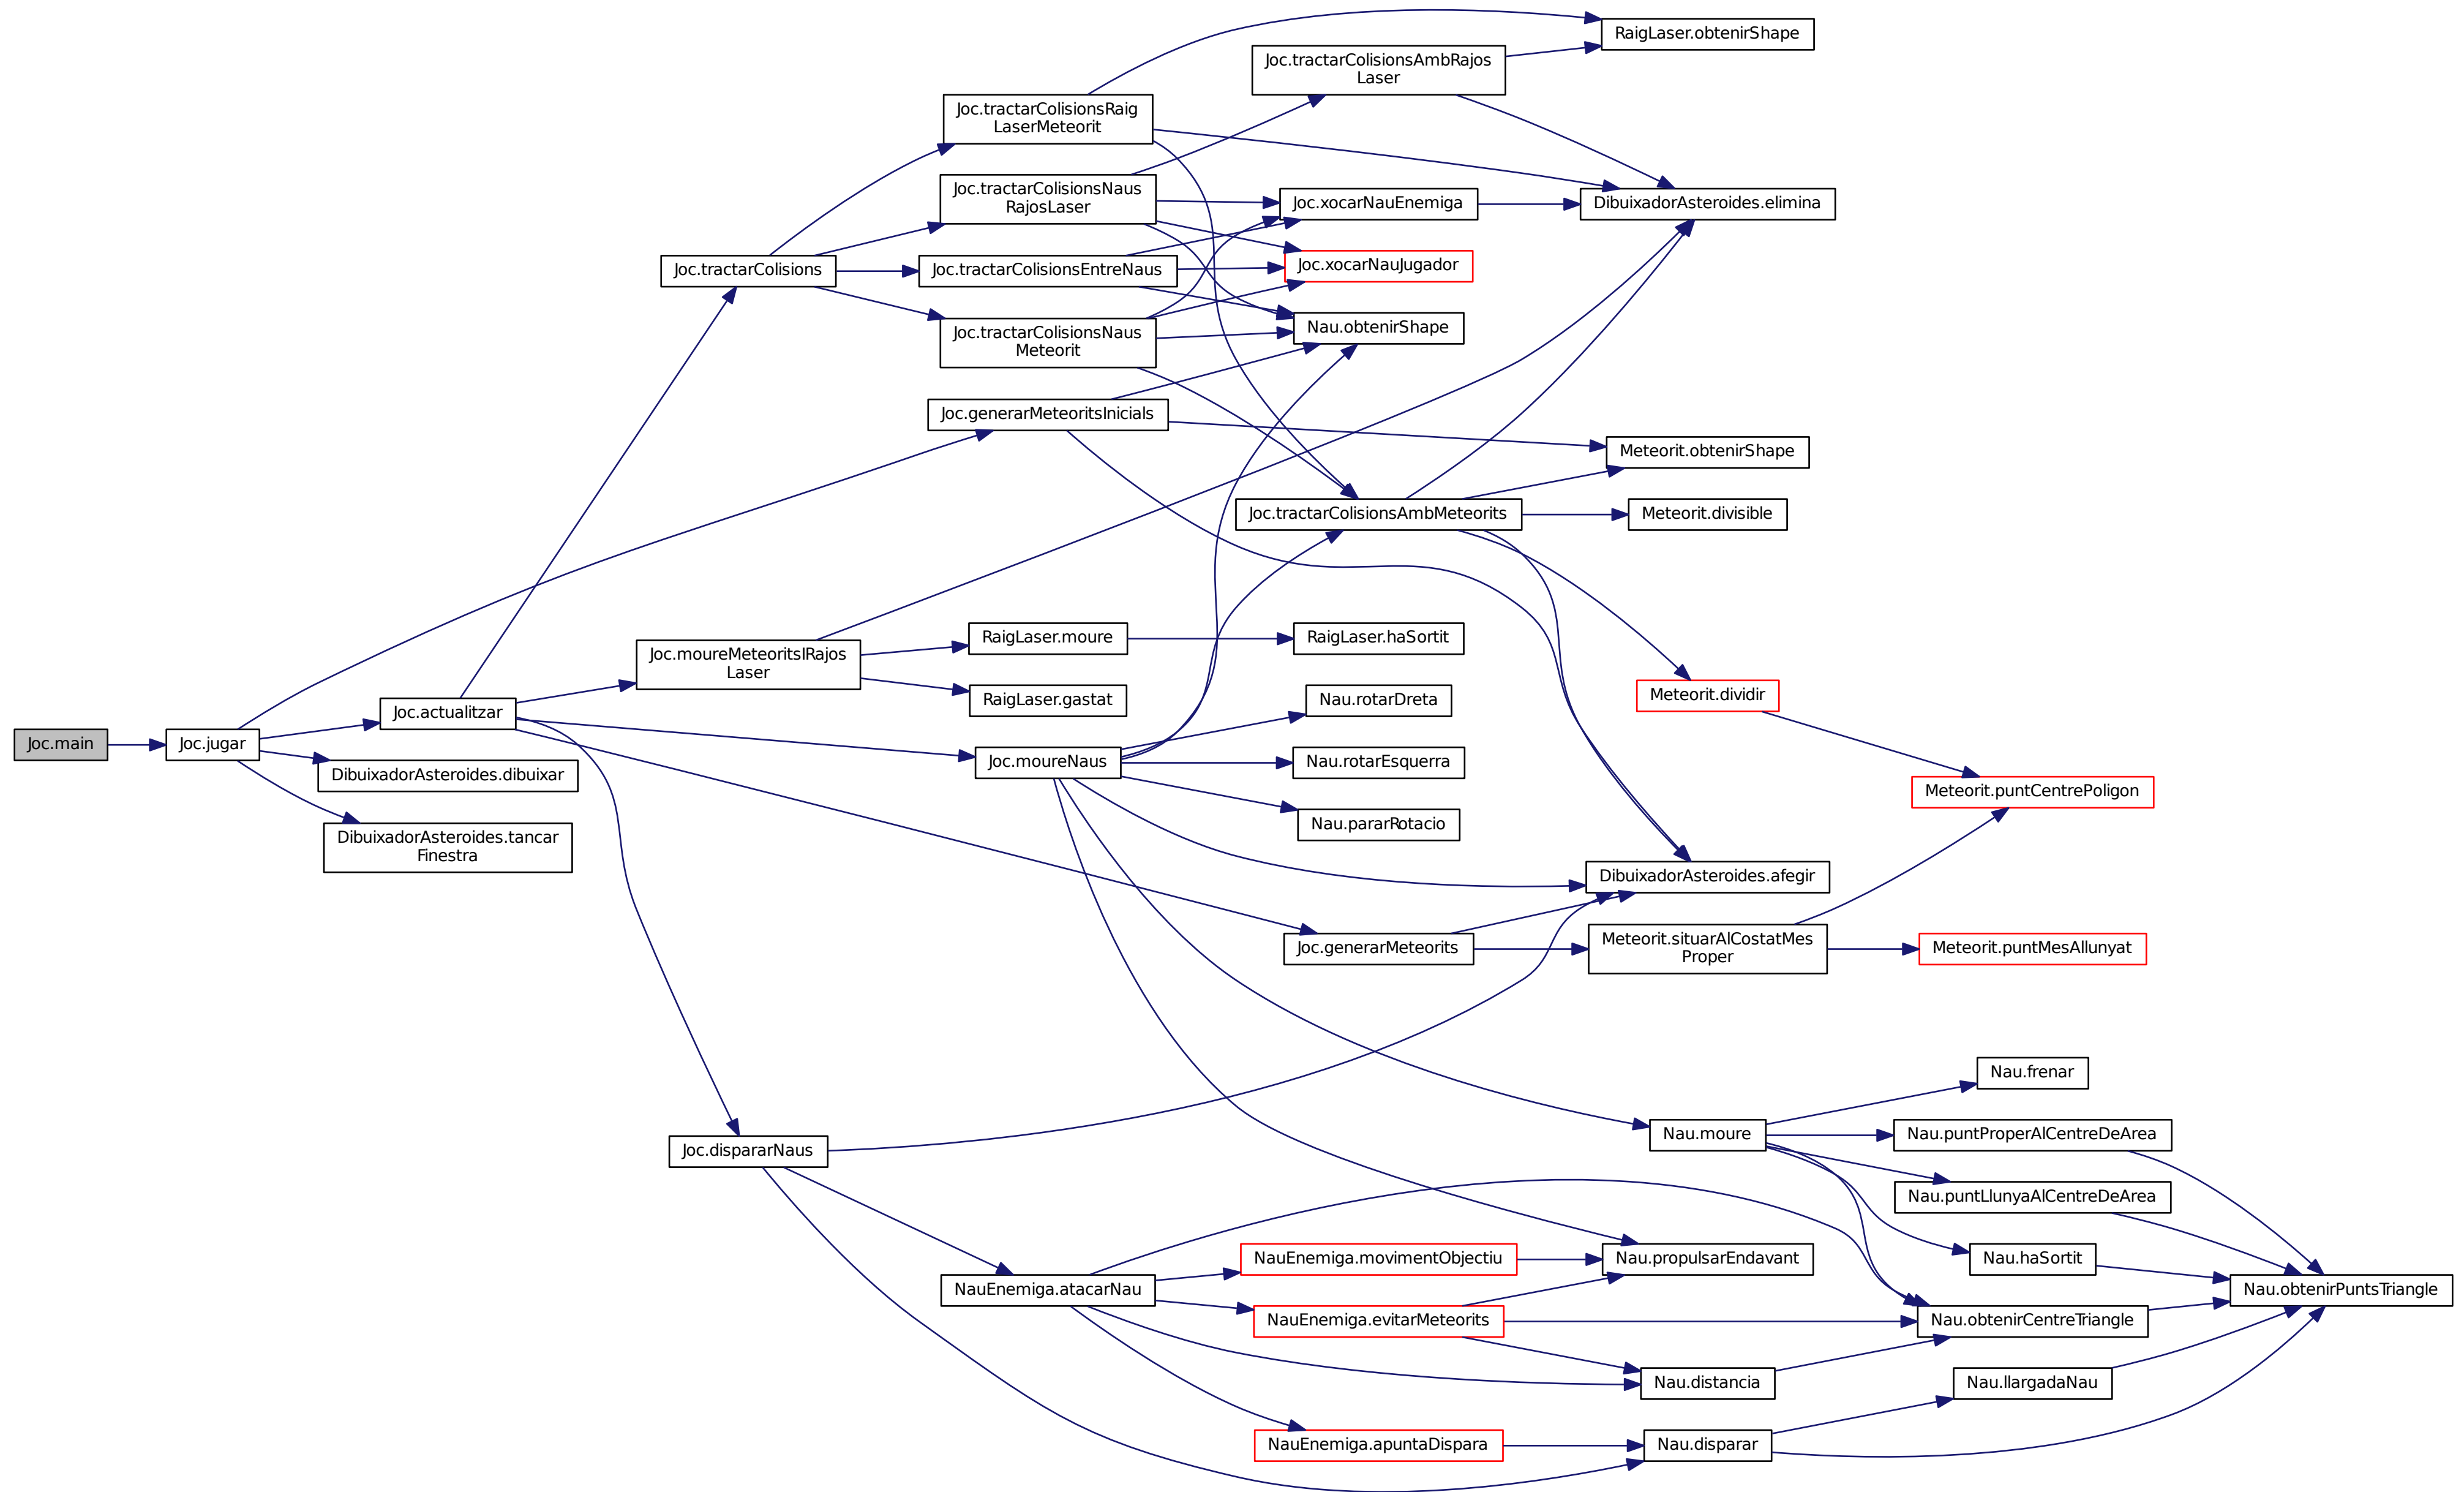 Joc.main
Joc.jugar
Joc.actualitzar
DibuixadorAsteroides.dibuixar
DibuixadorAsteroides.tancar
Finestra
Joc.tractarColisions
Joc.moureMeteoritsIRajos
Laser
Joc.dispararNaus
Joc.tractarColisionsRaig
LaserMeteorit
Joc.tractarColisionsNaus
RajosLaser
Joc.tractarColisionsEntreNaus
Joc.tractarColisionsNaus
Meteorit
Joc.generarMeteoritsInicials
RaigLaser.moure
RaigLaser.gastat
Joc.moureNaus
NauEnemiga.atacarNau
Joc.tractarColisionsAmbRajos
Laser
Joc.xocarNauEnemiga
Joc.xocarNauJugador
Nau.obtenirShape
Joc.tractarColisionsAmbMeteorits
RaigLaser.haSortit
Nau.rotarDreta
Nau.rotarEsquerra
Nau.pararRotacio
Joc.generarMeteorits
NauEnemiga.movimentObjectiu
NauEnemiga.evitarMeteorits
NauEnemiga.apuntaDispara
RaigLaser.obtenirShape
DibuixadorAsteroides.elimina
Meteorit.obtenirShape
Meteorit.divisible
Meteorit.dividir
DibuixadorAsteroides.afegir
Meteorit.situarAlCostatMes
Proper
Nau.moure
Nau.propulsarEndavant
Nau.distancia
Nau.disparar
Meteorit.puntCentrePoligon
Meteorit.puntMesAllunyat
Nau.frenar
Nau.puntProperAlCentreDeArea
Nau.puntLlunyaAlCentreDeArea
Nau.haSortit
Nau.obtenirCentreTriangle
Nau.llargadaNau
Nau.obtenirPuntsTriangle